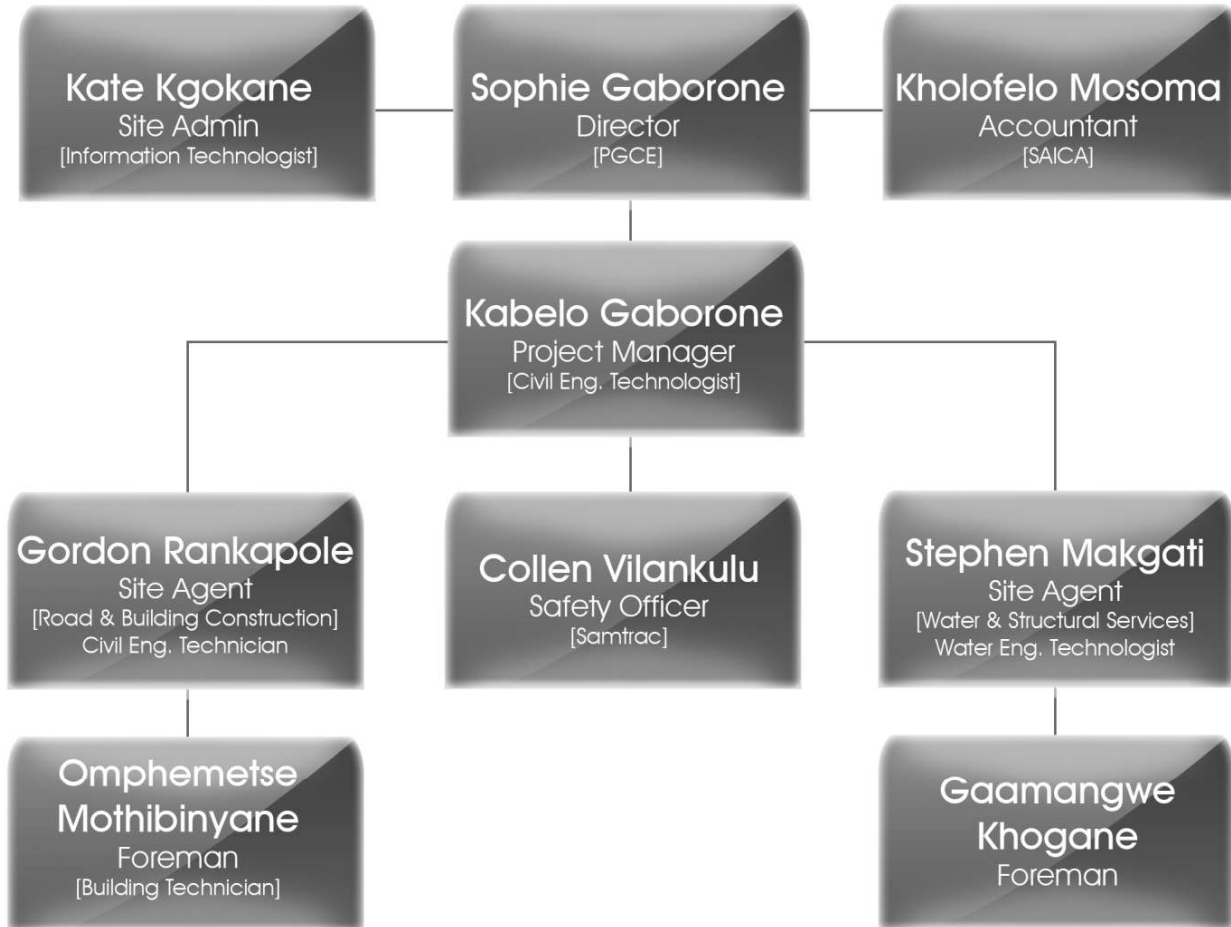 Kate Kgokane
Site Admin
[Information Technologist]
Sophie Gaborone
Director
[PGCE]
Kholofelo Mosoma
Accountant
[SAICA]
Kabelo Gaborone
Project Manager
[Civil Eng. Technologist]
Gordon Rankapole
Site Agent
[Road & Building Construction]
Civil Eng. Technician
Collen Vilankulu
Safety Officer
[Samtrac]
Stephen Makgati
Site Agent
[Water & Structural Services]
Water Eng. Technologist
Omphemetse
Mothibinyane
Foreman
[Building Technician]
Gaamangwe
Khogane
Foreman